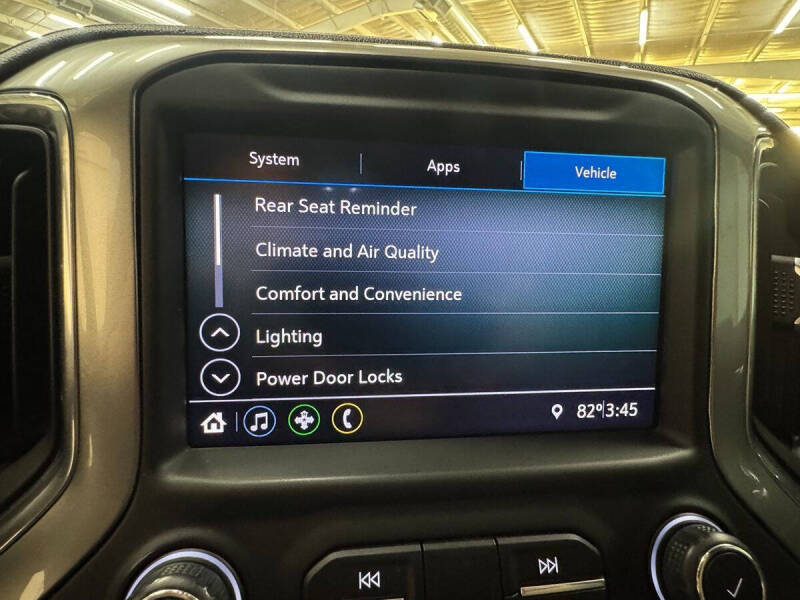 System Apps Vehicle
Rear Seat Reminder
Climate and Air Quality
Comfort and Convenience
Lighting
Power Door Locks
82° 3:45